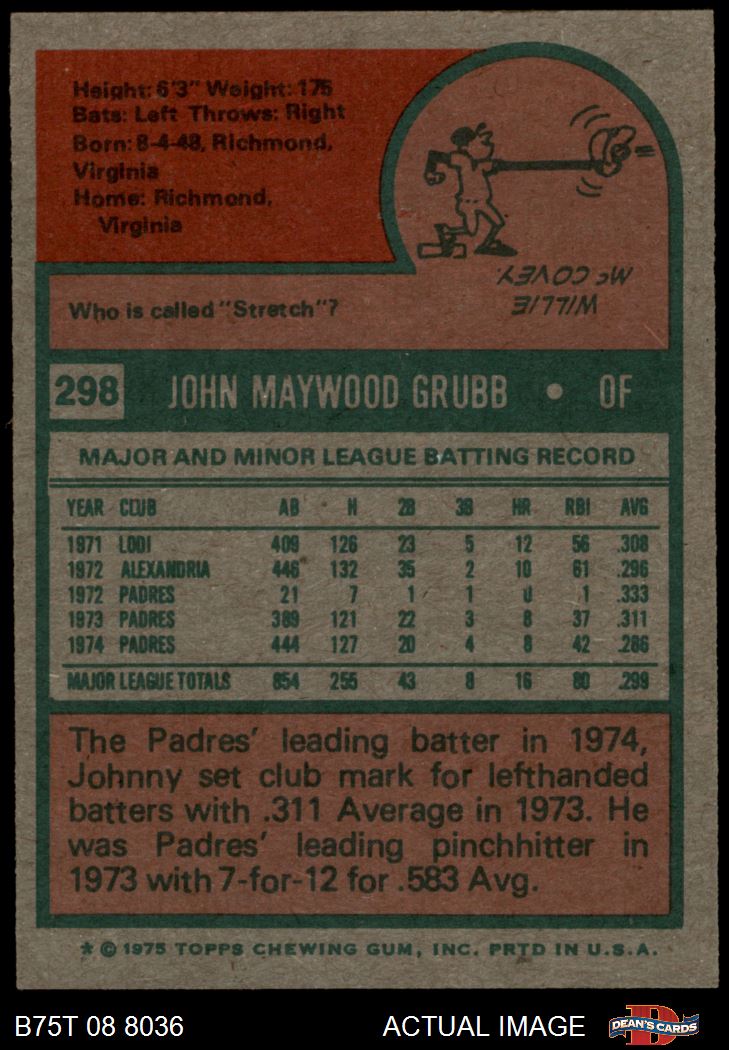 Height: 6'3" Weight: 175
Bats: Left Throws: Right
Born: 8-4-48, Richmond,
Virginia
Home: Richmond,
Virginia
WILLIE
McCOVEY.
Who is called "Stretch"?
298 JOHN MAYWOOD GRUBB • OF
MAJOR AND MINOR LEAGUE BATTING RECORD
YEAR CLUB AB H 2B 3B HR RBI AVG
1971 LODI 409 126 23 5 12 56 .308
1972 ALEXANDRIA 446 132 35 2 10 61 .296
1972 PADRES 21 7 1 1 0 1 .333
1973 PADRES 389 121 22 3 8 37 .311
1974 PADRES 444 127 20 4 8 42 .286
MAJOR LEAGUE TOTALS 854 255 43 8 16 80 .299
The Padres' leading batter in 1974,
Johnny set club mark for lefthanded
batters with .311 Average in 1973. He
was Padres' leading pinchhitter in
1973 with 7-for-12 for .583 Avg.
* © 1975 TOPPS CHEWING GUM, INC. PRTD IN U.S.A.
B75T 08 8036 ACTUAL IMAGE D DEAN'S CARDS